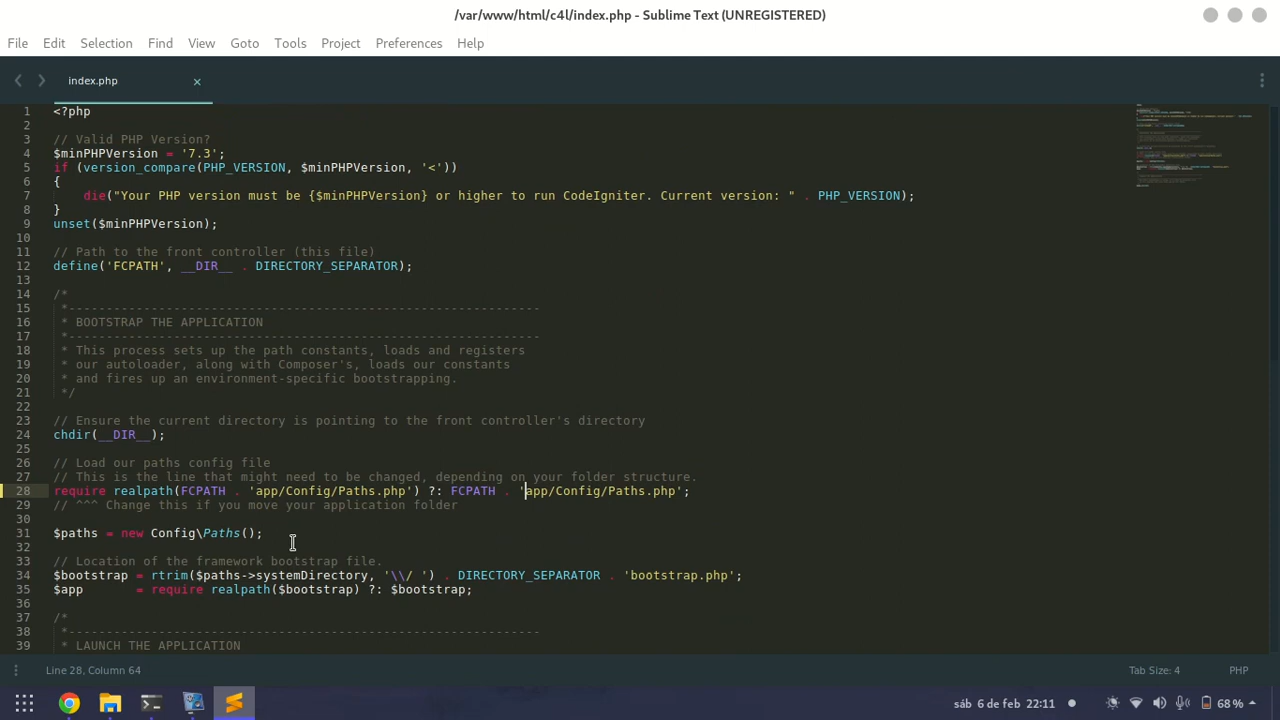 /var/www/html/c4l/index.php - Sublime Text (UNREGISTERED)
File Edit Selection Find View Goto Tools Project Preferences Help
index.php ×
1 <?php
2
3 // Valid PHP Version?
4 $minPHPVersion = '7.3';
5 if (version_compare(PHP_VERSION, $minPHPVersion, '<'))
6 {
7     die("Your PHP version must be {$minPHPVersion} or higher to run CodeIgniter. Current version: " . PHP_VERSION);
8 }
9 unset($minPHPVersion);
10
11 // Path to the front controller (this file)
12 define('FCPATH', __DIR__ . DIRECTORY_SEPARATOR);
13
14 /*
15  *---------------------------------------------------------------
16  * BOOTSTRAP THE APPLICATION
17  *---------------------------------------------------------------
18  * This process sets up the path constants, loads and registers
19  * our autoloader, along with Composer's, loads our constants
20  * and fires up an environment-specific bootstrapping.
21  */
22
23 // Ensure the current directory is pointing to the front controller's directory
24 chdir(__DIR__);
25
26 // Load our paths config file
27 // This is the line that might need to be changed, depending on your folder structure.
28 require realpath(FCPATH . 'app/Config/Paths.php') ?: FCPATH . 'app/Config/Paths.php';
29 // ^^^ Change this if you move your application folder
30
31 $paths = new Config\Paths();
32
33 // Location of the framework bootstrap file.
34 $bootstrap = rtrim($paths->systemDirectory, '\\/ ') . DIRECTORY_SEPARATOR . 'bootstrap.php';
35 $app       = require realpath($bootstrap) ?: $bootstrap;
36
37 /*
38  *---------------------------------------------------------------
39  * LAUNCH THE APPLICATION
Line 28, Column 64 Tab Size: 4 PHP
sáb 6 de feb 22:11 68 %